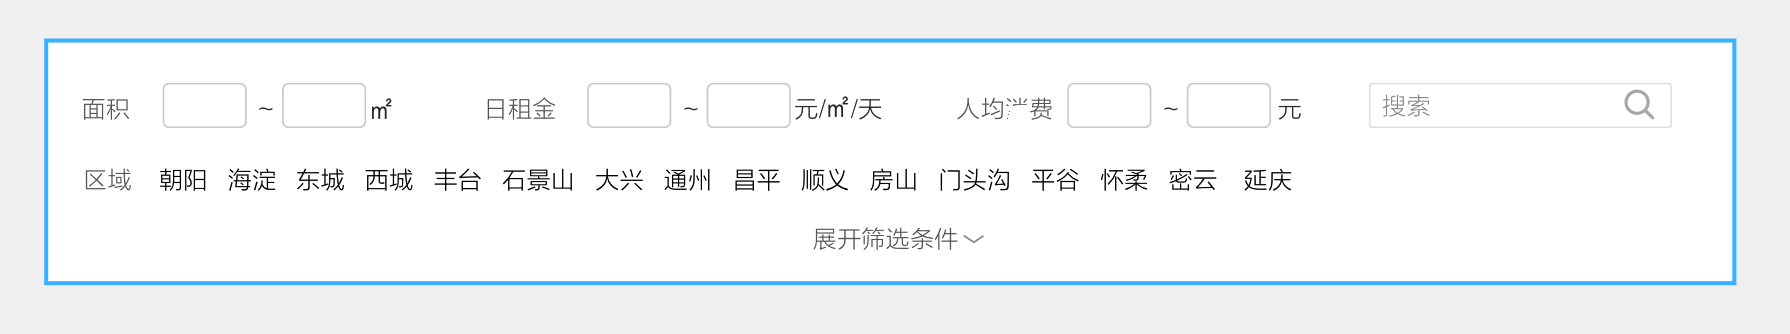 面积 ~ ㎡ 日租金 ~ 元/㎡/天 人均消费 ~ 元 搜索
区域 朝阳 海淀 东城 西城 丰台 石景山 大兴 通州 昌平 顺义 房山 门头沟 平谷 怀柔 密云 延庆
展开筛选条件